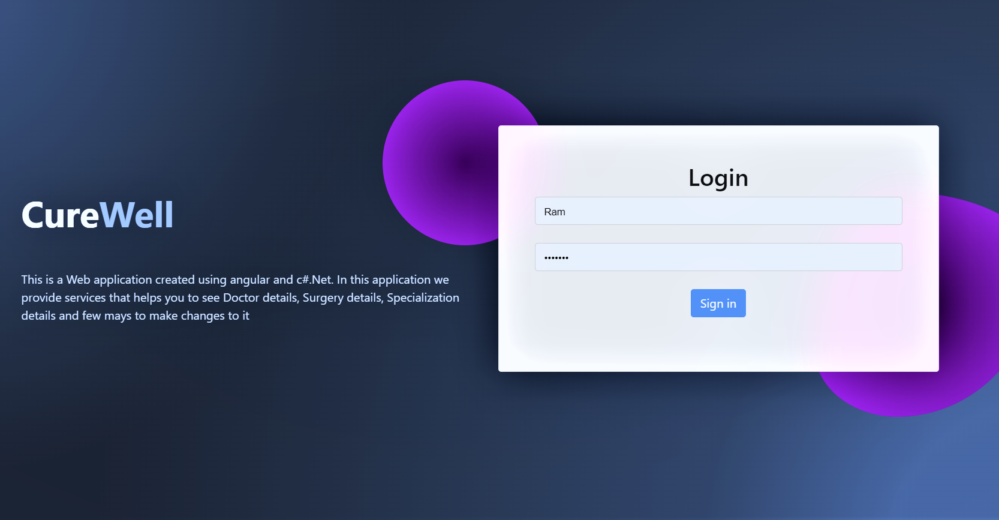 CureWell
This is a Web application created using angular and c#.Net. In this application we
provide services that helps you to see Doctor details, Surgery details, Specialization
details and few mays to make changes to it
Login
Ram
•••••••
Sign in